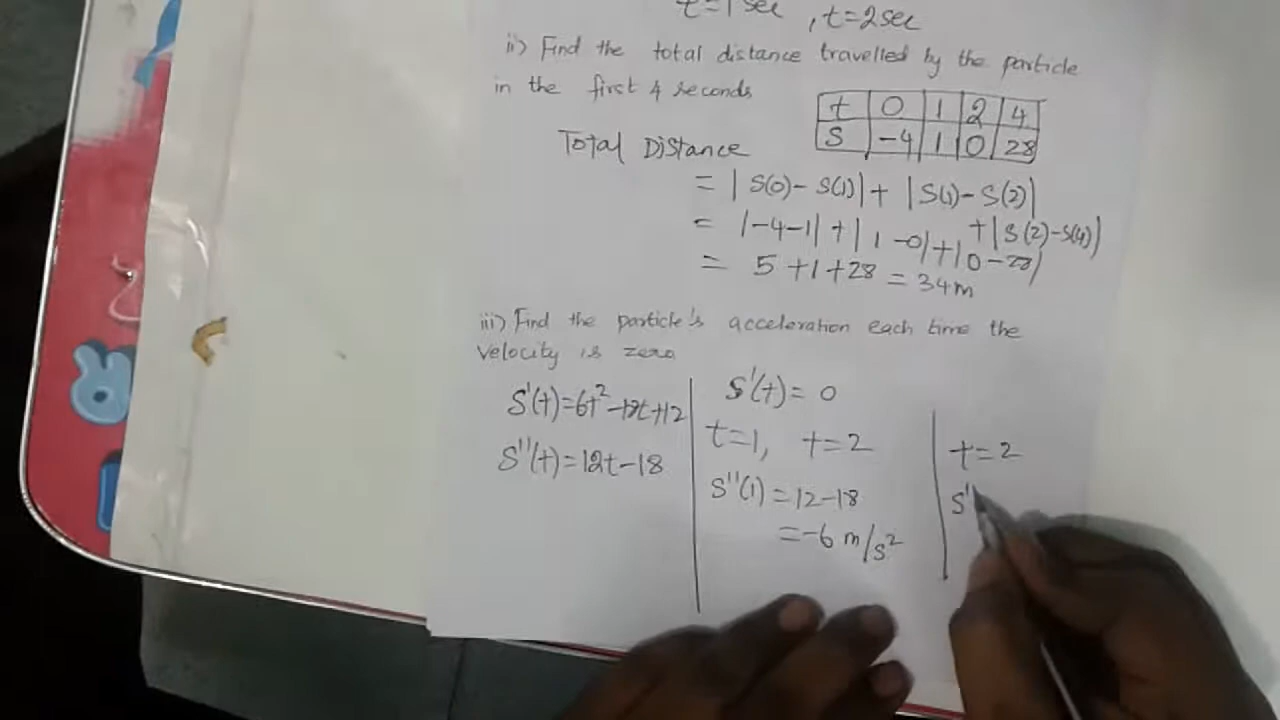 t=1 sec , t=2sec
ii) Find the total distance travelled by the particle
in the first 4 seconds
t 0 1 2 4
S -4 1 0 28
Total Distance
= |S(0)-S(1)|+ |S(1)-S(2)|
+|S(2)-S(4)|
= |-4-1|+|1-0|+|0-28|
= 5+1+28 = 34m
iii) Find the particle's acceleration each time the
velocity is zero
S'(t)=6t²-18t+12
S''(t)=12t-18
S'(t)=0
t=1, t=2
S''(1)=12-18
=-6 m/s²
t=2
S'